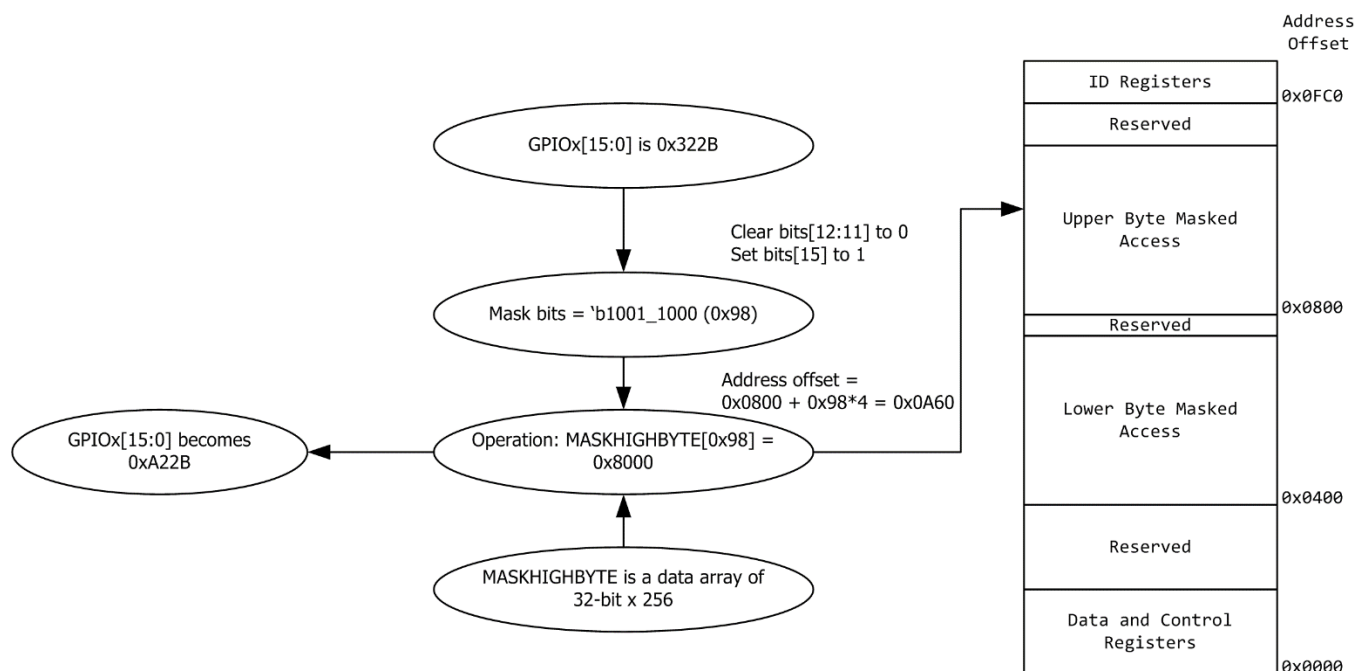 GPIOx[15:0] is 0x322B
Clear bits[12:11] to 0
Set bits[15] to 1
Mask bits = ‘b1001_1000 (0x98)
Address offset =
0x0800 + 0x98*4 = 0x0A60
Operation: MASKHIGHBYTE[0x98] =
0x8000
GPIOx[15:0] becomes
0xA22B
MASKHIGHBYTE is a data array of
32-bit x 256
Address
Offset
ID Registers
0x0FC0
Reserved
Upper Byte Masked
Access
0x0800
Reserved
Lower Byte Masked
Access
0x0400
Reserved
Data and Control
Registers
0x0000